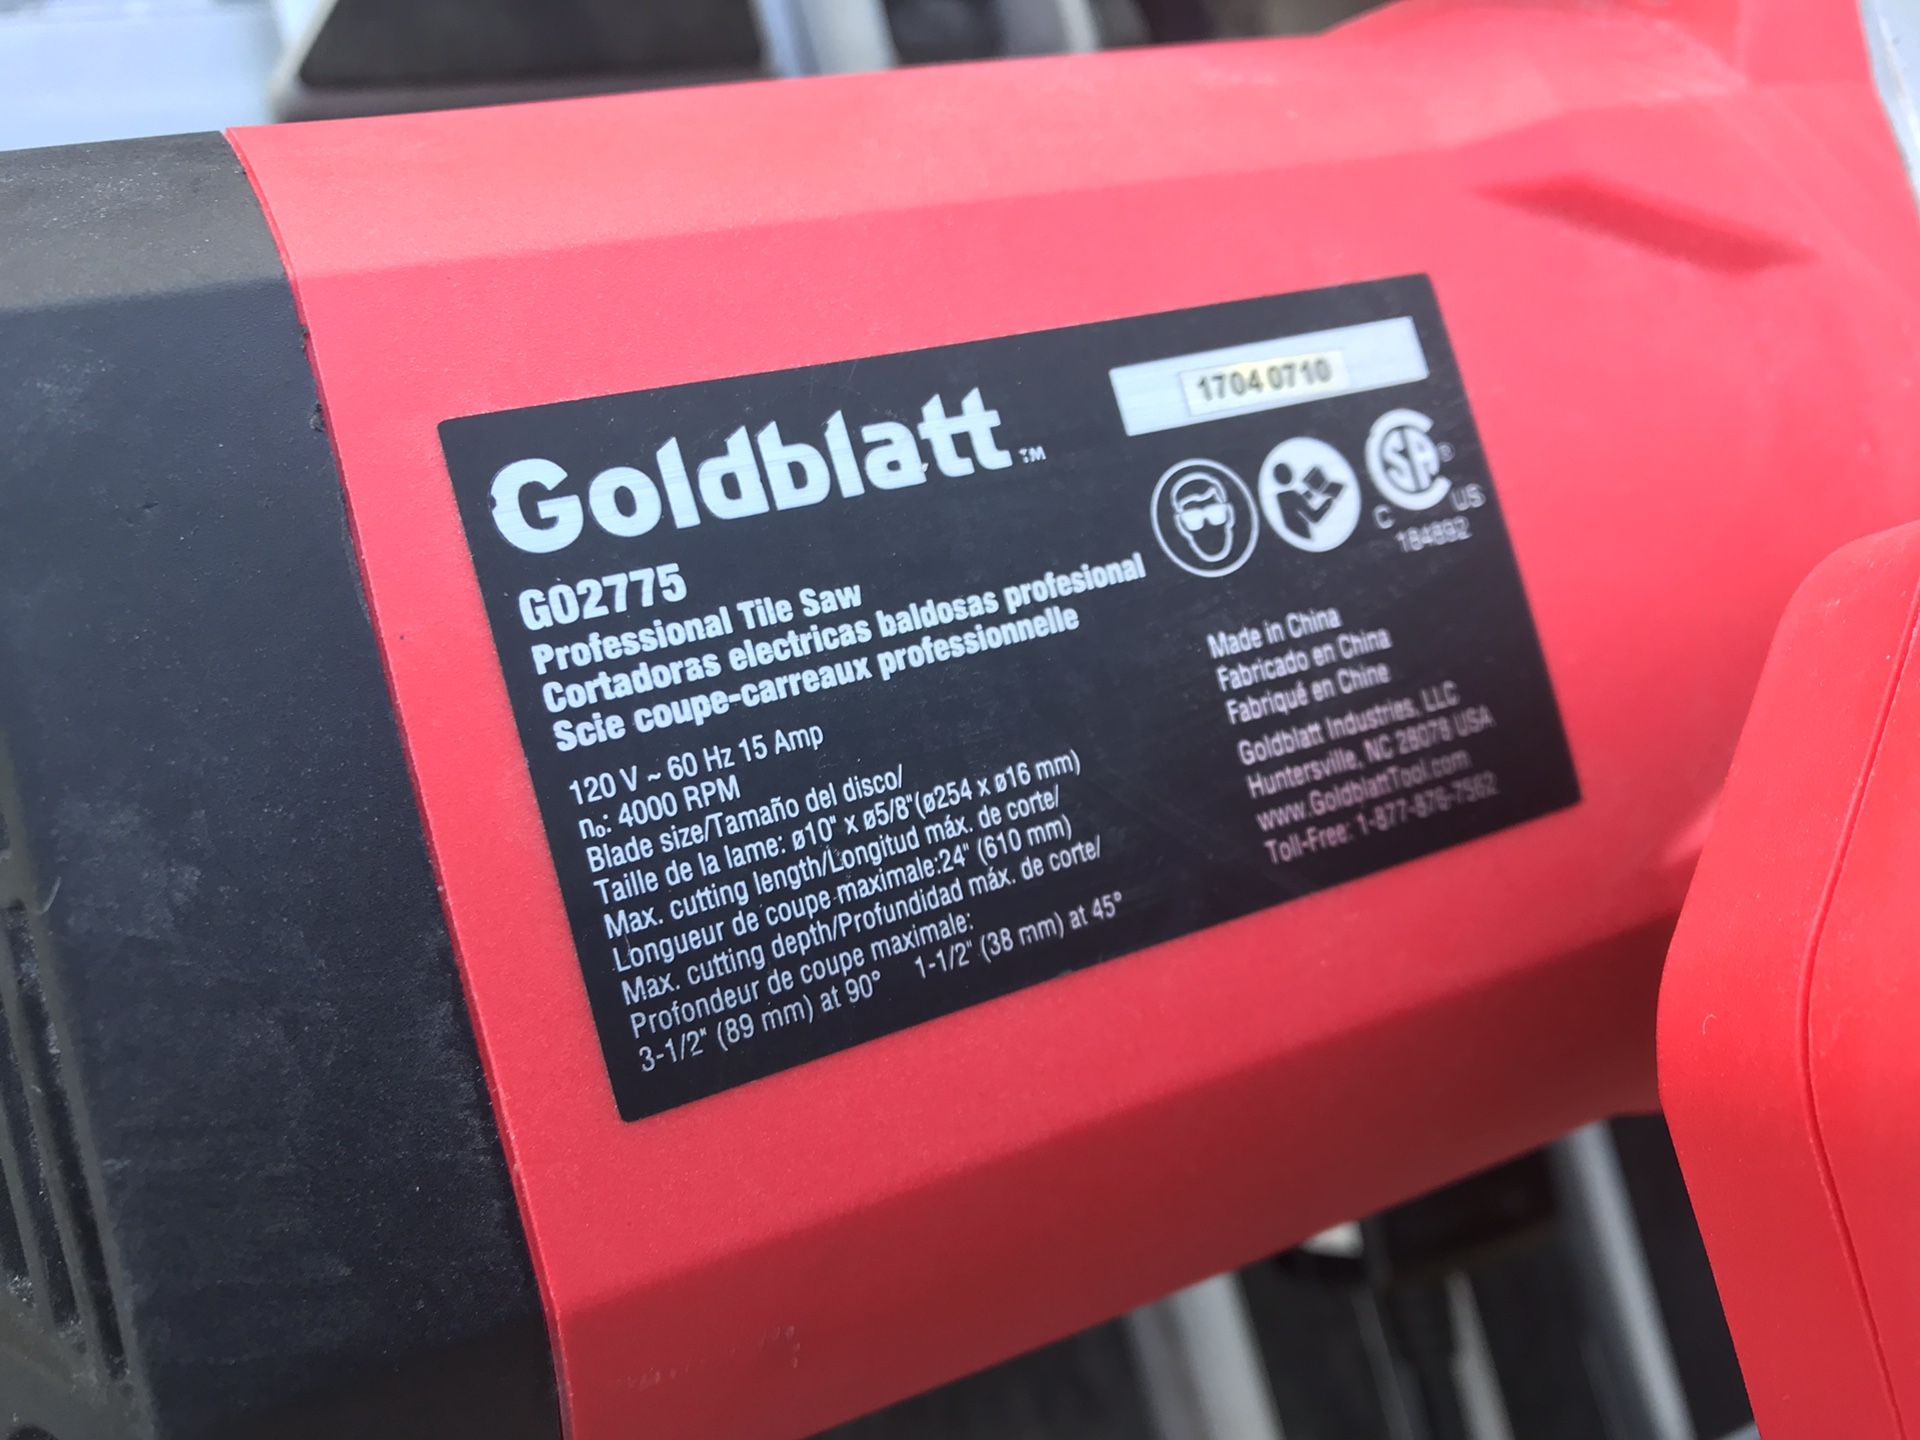 Goldblatt™
17040710
G02775
Professional Tile Saw
Cortadoras electricas baldosas profesional
Scie coupe-carreaux professionnelle
120 V ~ 60 Hz 15 Amp
nₒ: 4000 RPM
Blade size/Tamaño del disco/
Taille de la lame: ø10" x ø5/8"(ø254 x ø16 mm)
Max. cutting length/Longitud máx. de corte/
Longueur de coupe maximale:24" (610 mm)
Max. cutting depth/Profundidad máx. de corte/
Profondeur de coupe maximale:
3-1/2" (89 mm) at 90° 1-1/2" (38 mm) at 45°
CSA®
C US
184892
Made in China
Fabricado en China
Fabriqué en Chine
Goldblatt Industries, LLC
Huntersville, NC 28078 USA
www.GoldblattTool.com
Toll-Free: 1-877-876-7562